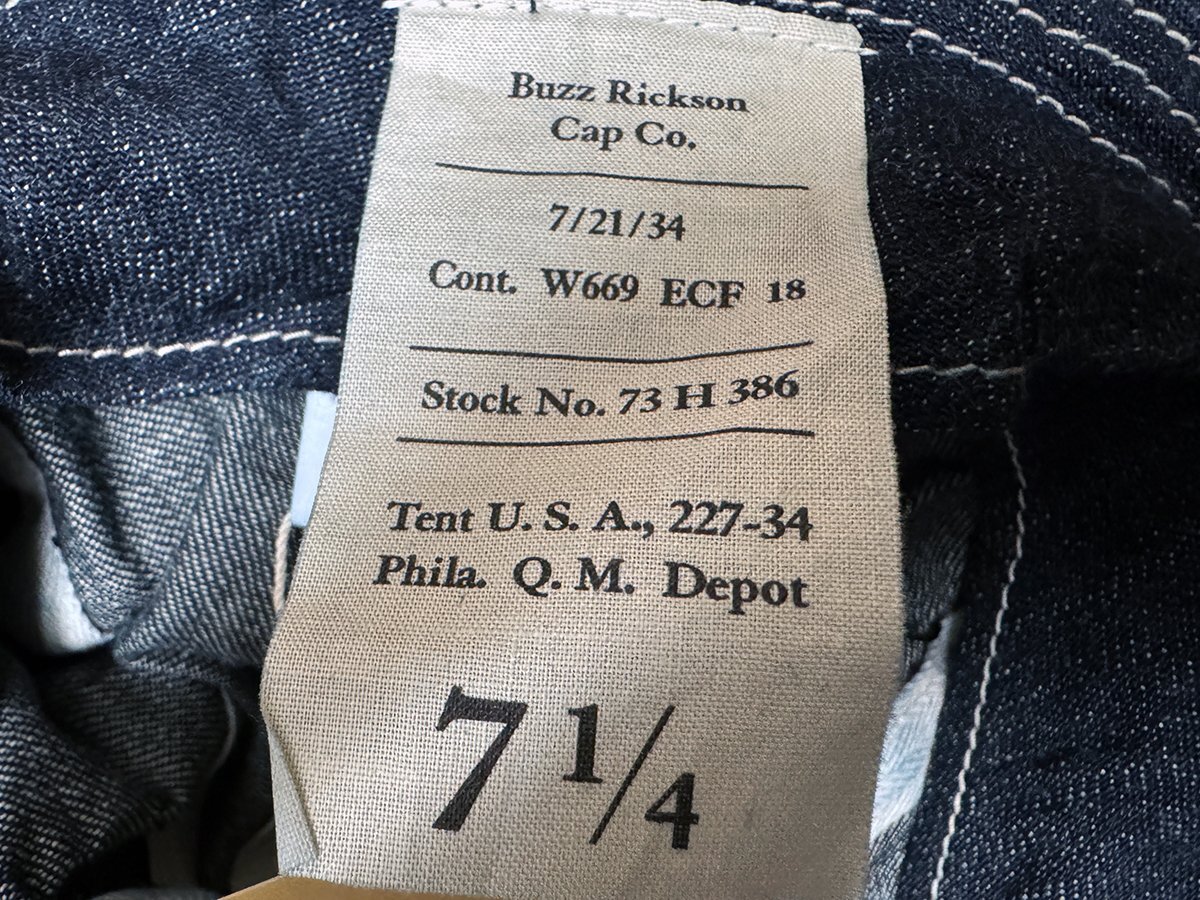 Buzz Rickson
Cap Co.
7/21/34
Cont. W669 ECF 18
Stock No. 73 H 386
Tent U. S. A., 227-34
Phila. Q. M. Depot
7 1/4